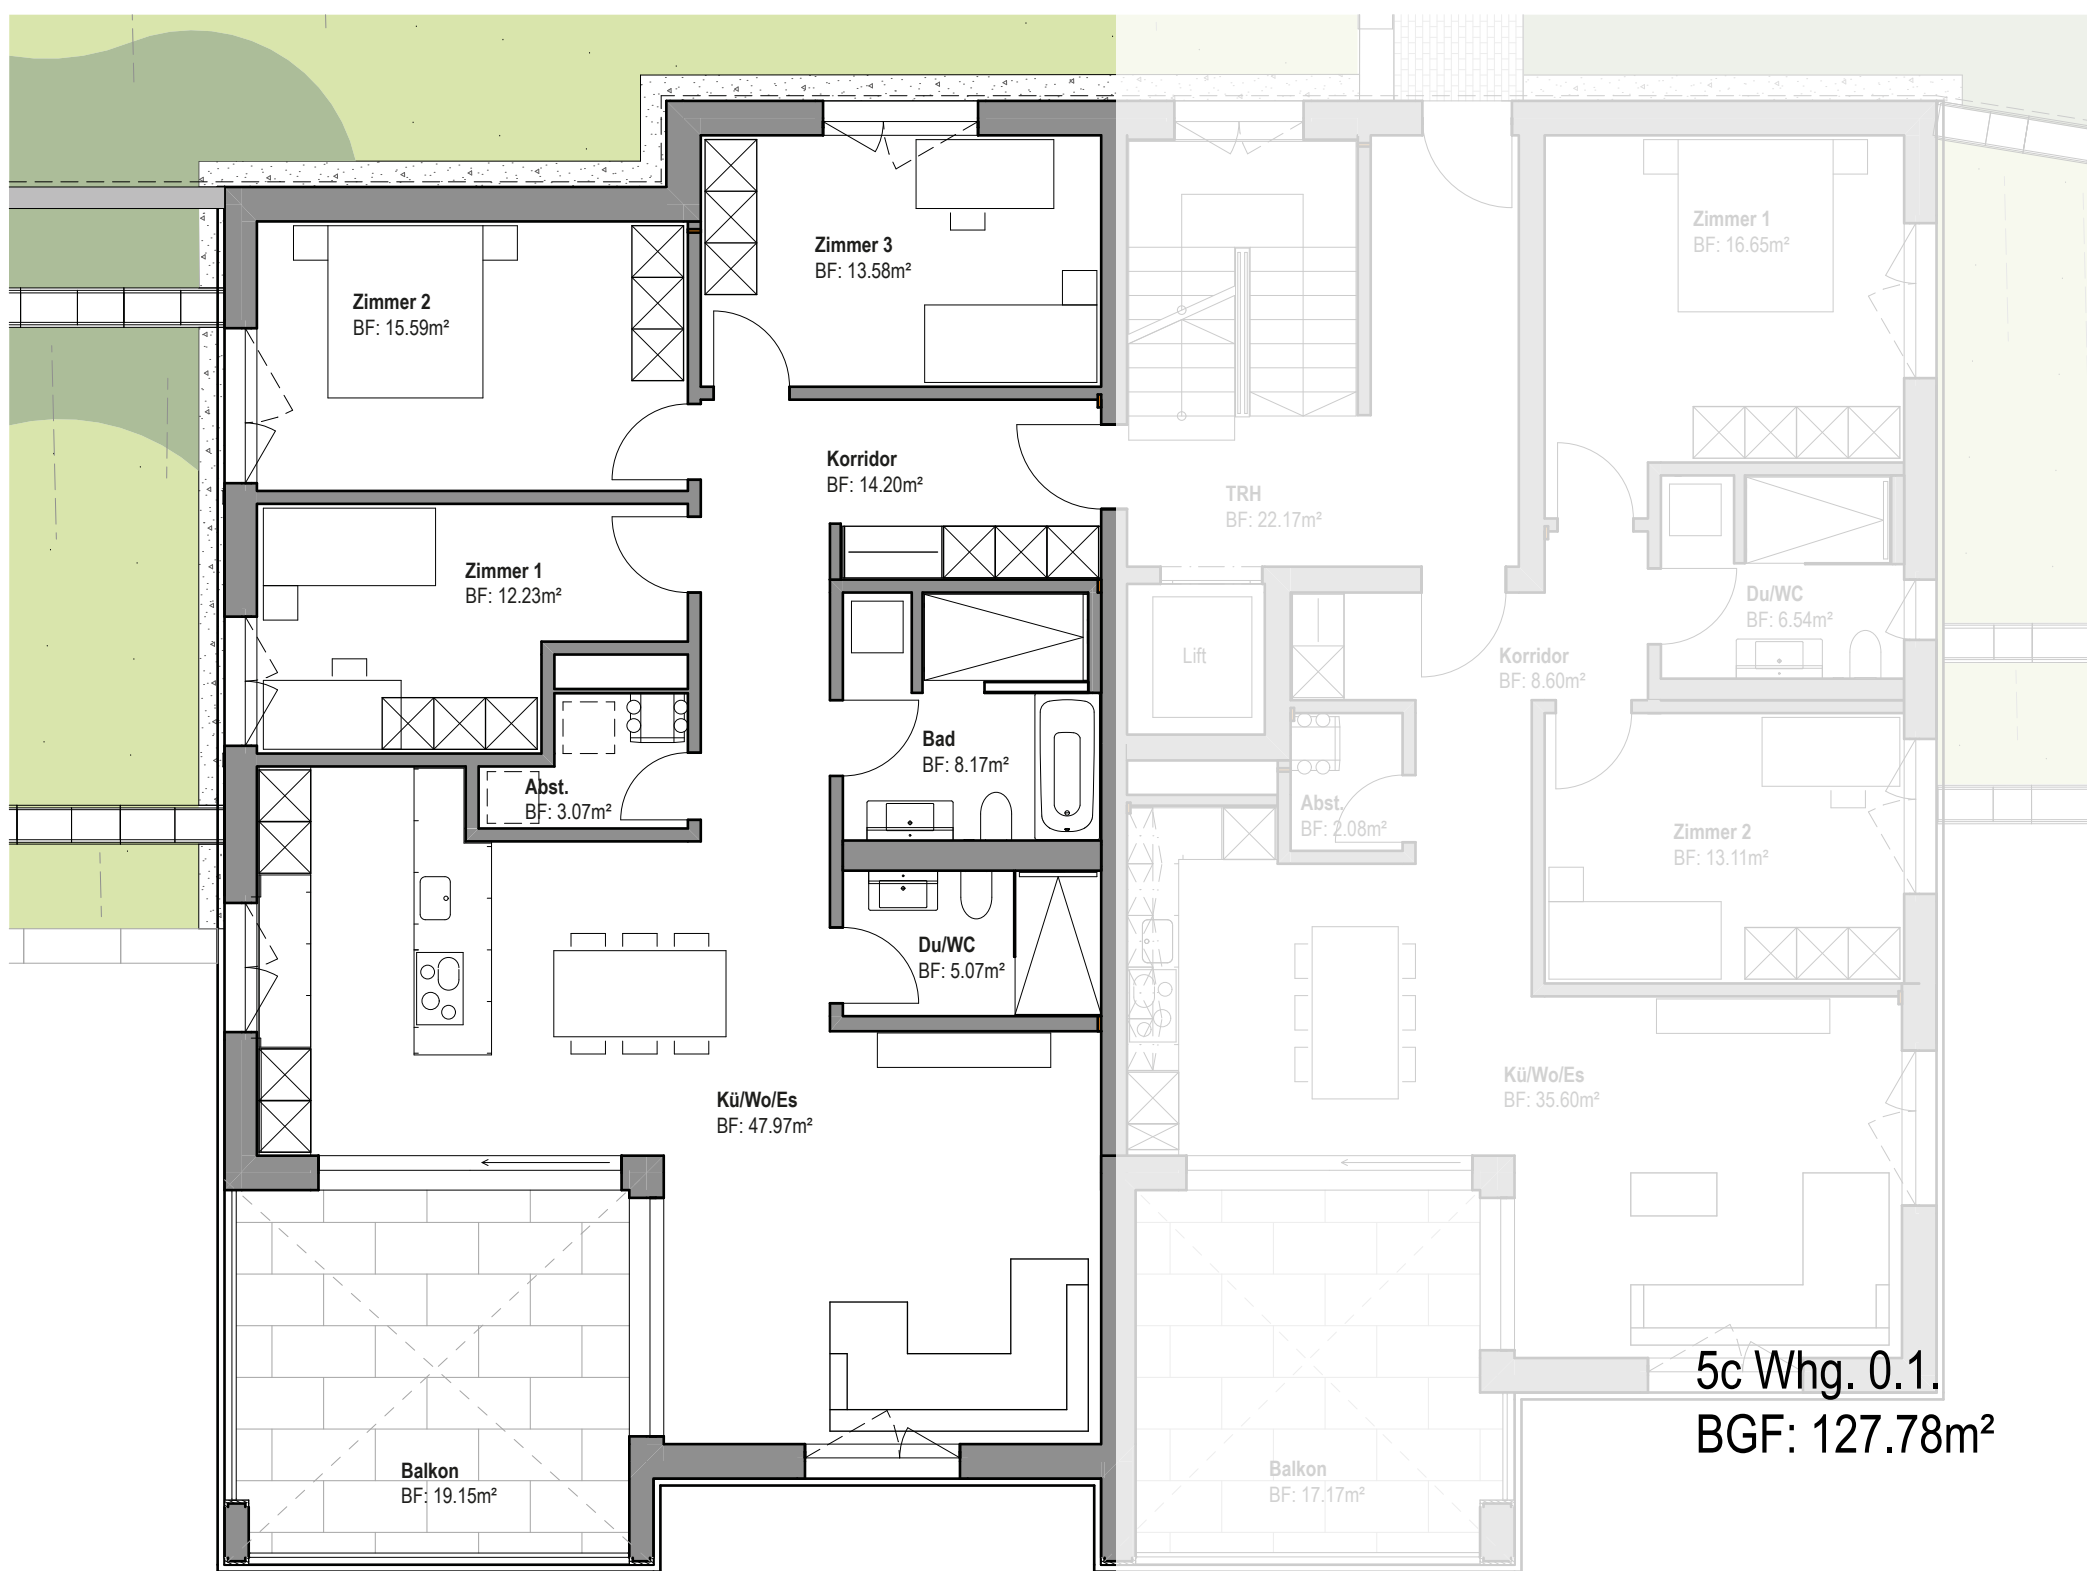 Zimmer 3
BF: 13.58m²
Zimmer 2
BF: 15.59m²
Korridor
BF: 14.20m²
Zimmer 1
BF: 12.23m²
Bad
BF: 8.17m²
Abst.
BF: 3.07m²
Du/WC
BF: 5.07m²
Kü/Wo/Es
BF: 47.97m²
Balkon
BF: 19.15m²
Zimmer 1
BF: 16.65m²
TRH
BF: 22.17m²
Du/WC
BF: 6.54m²
Lift
Korridor
BF: 8.60m²
Abst.
BF: 2.08m²
Zimmer 2
BF: 13.11m²
Kü/Wo/Es
BF: 35.60m²
Balkon
BF: 17.17m²
5c Whg. 0.1.
BGF: 127.78m²